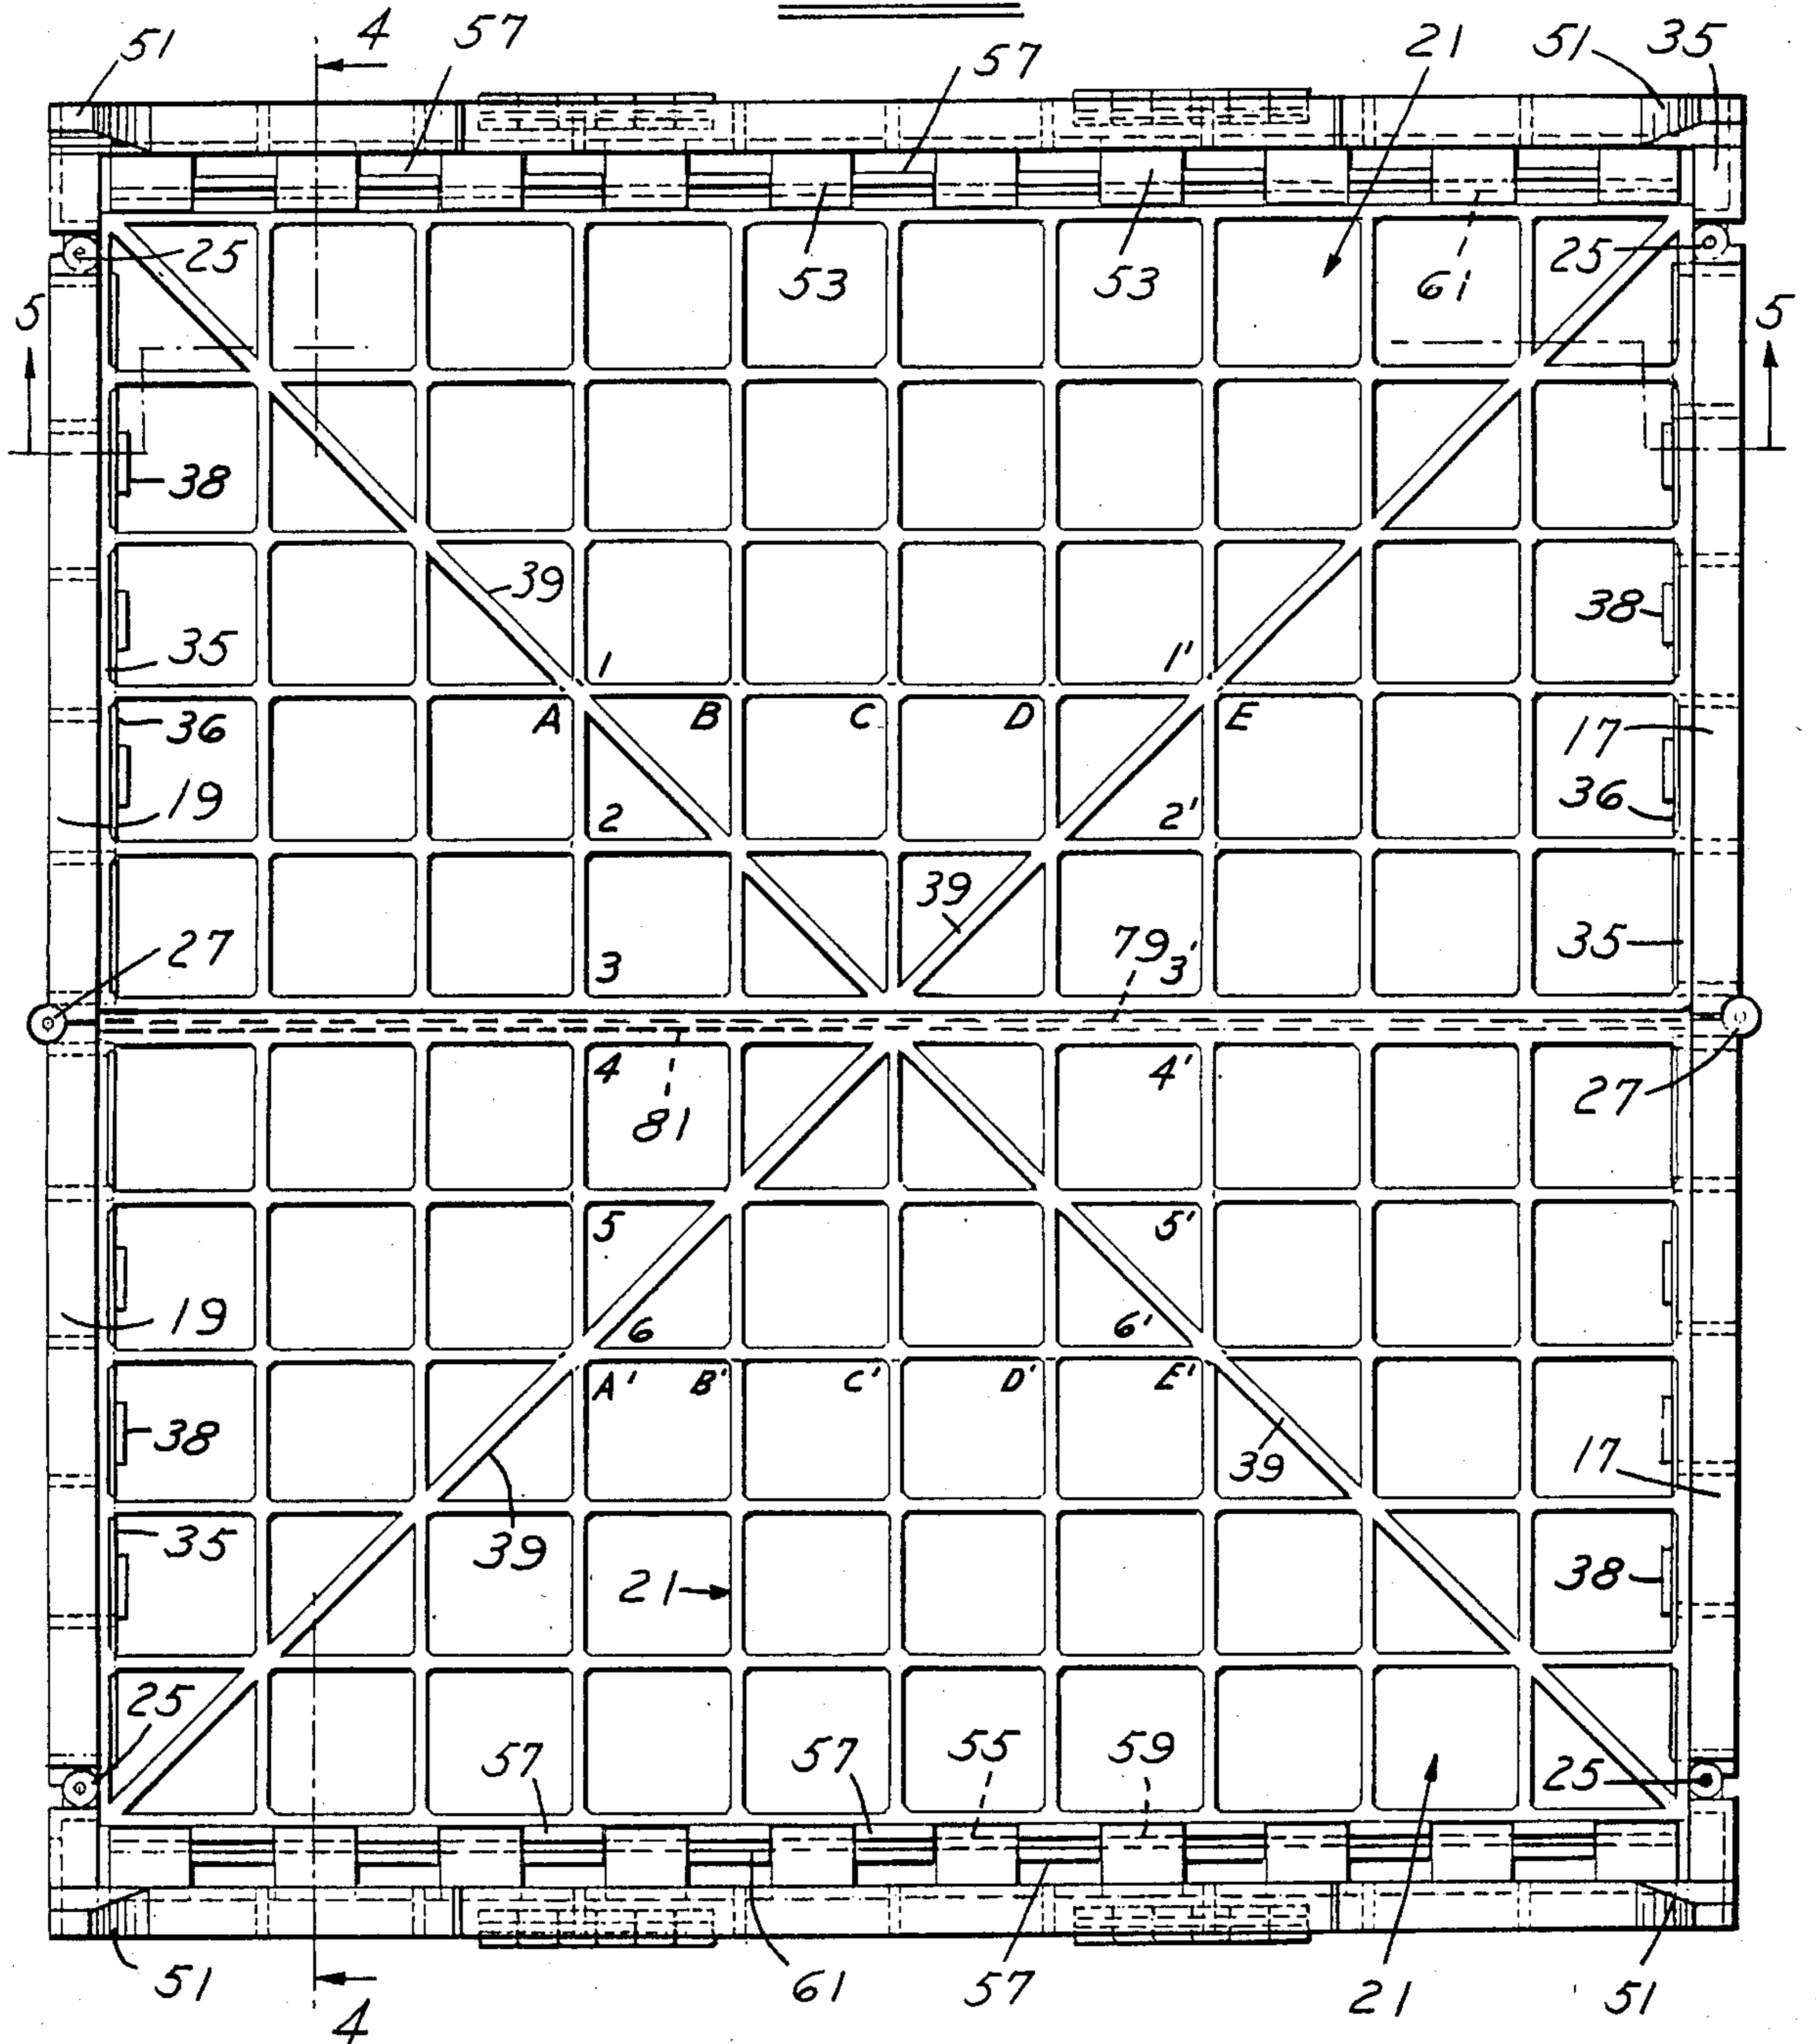 51 4 57 57 21 51 35
25 53 53 61 25
5 5
38
39 38
35 1 1'
36 A B C D E 17
19 2 2' 36
39
27 3 79 3' 35
4 4' 27
81
5 5'
19 6 6'
A' B' C' D' E'
38 39 17
35 39 21 38
25 57 57 55 59 25
51 4 61 57 21 51